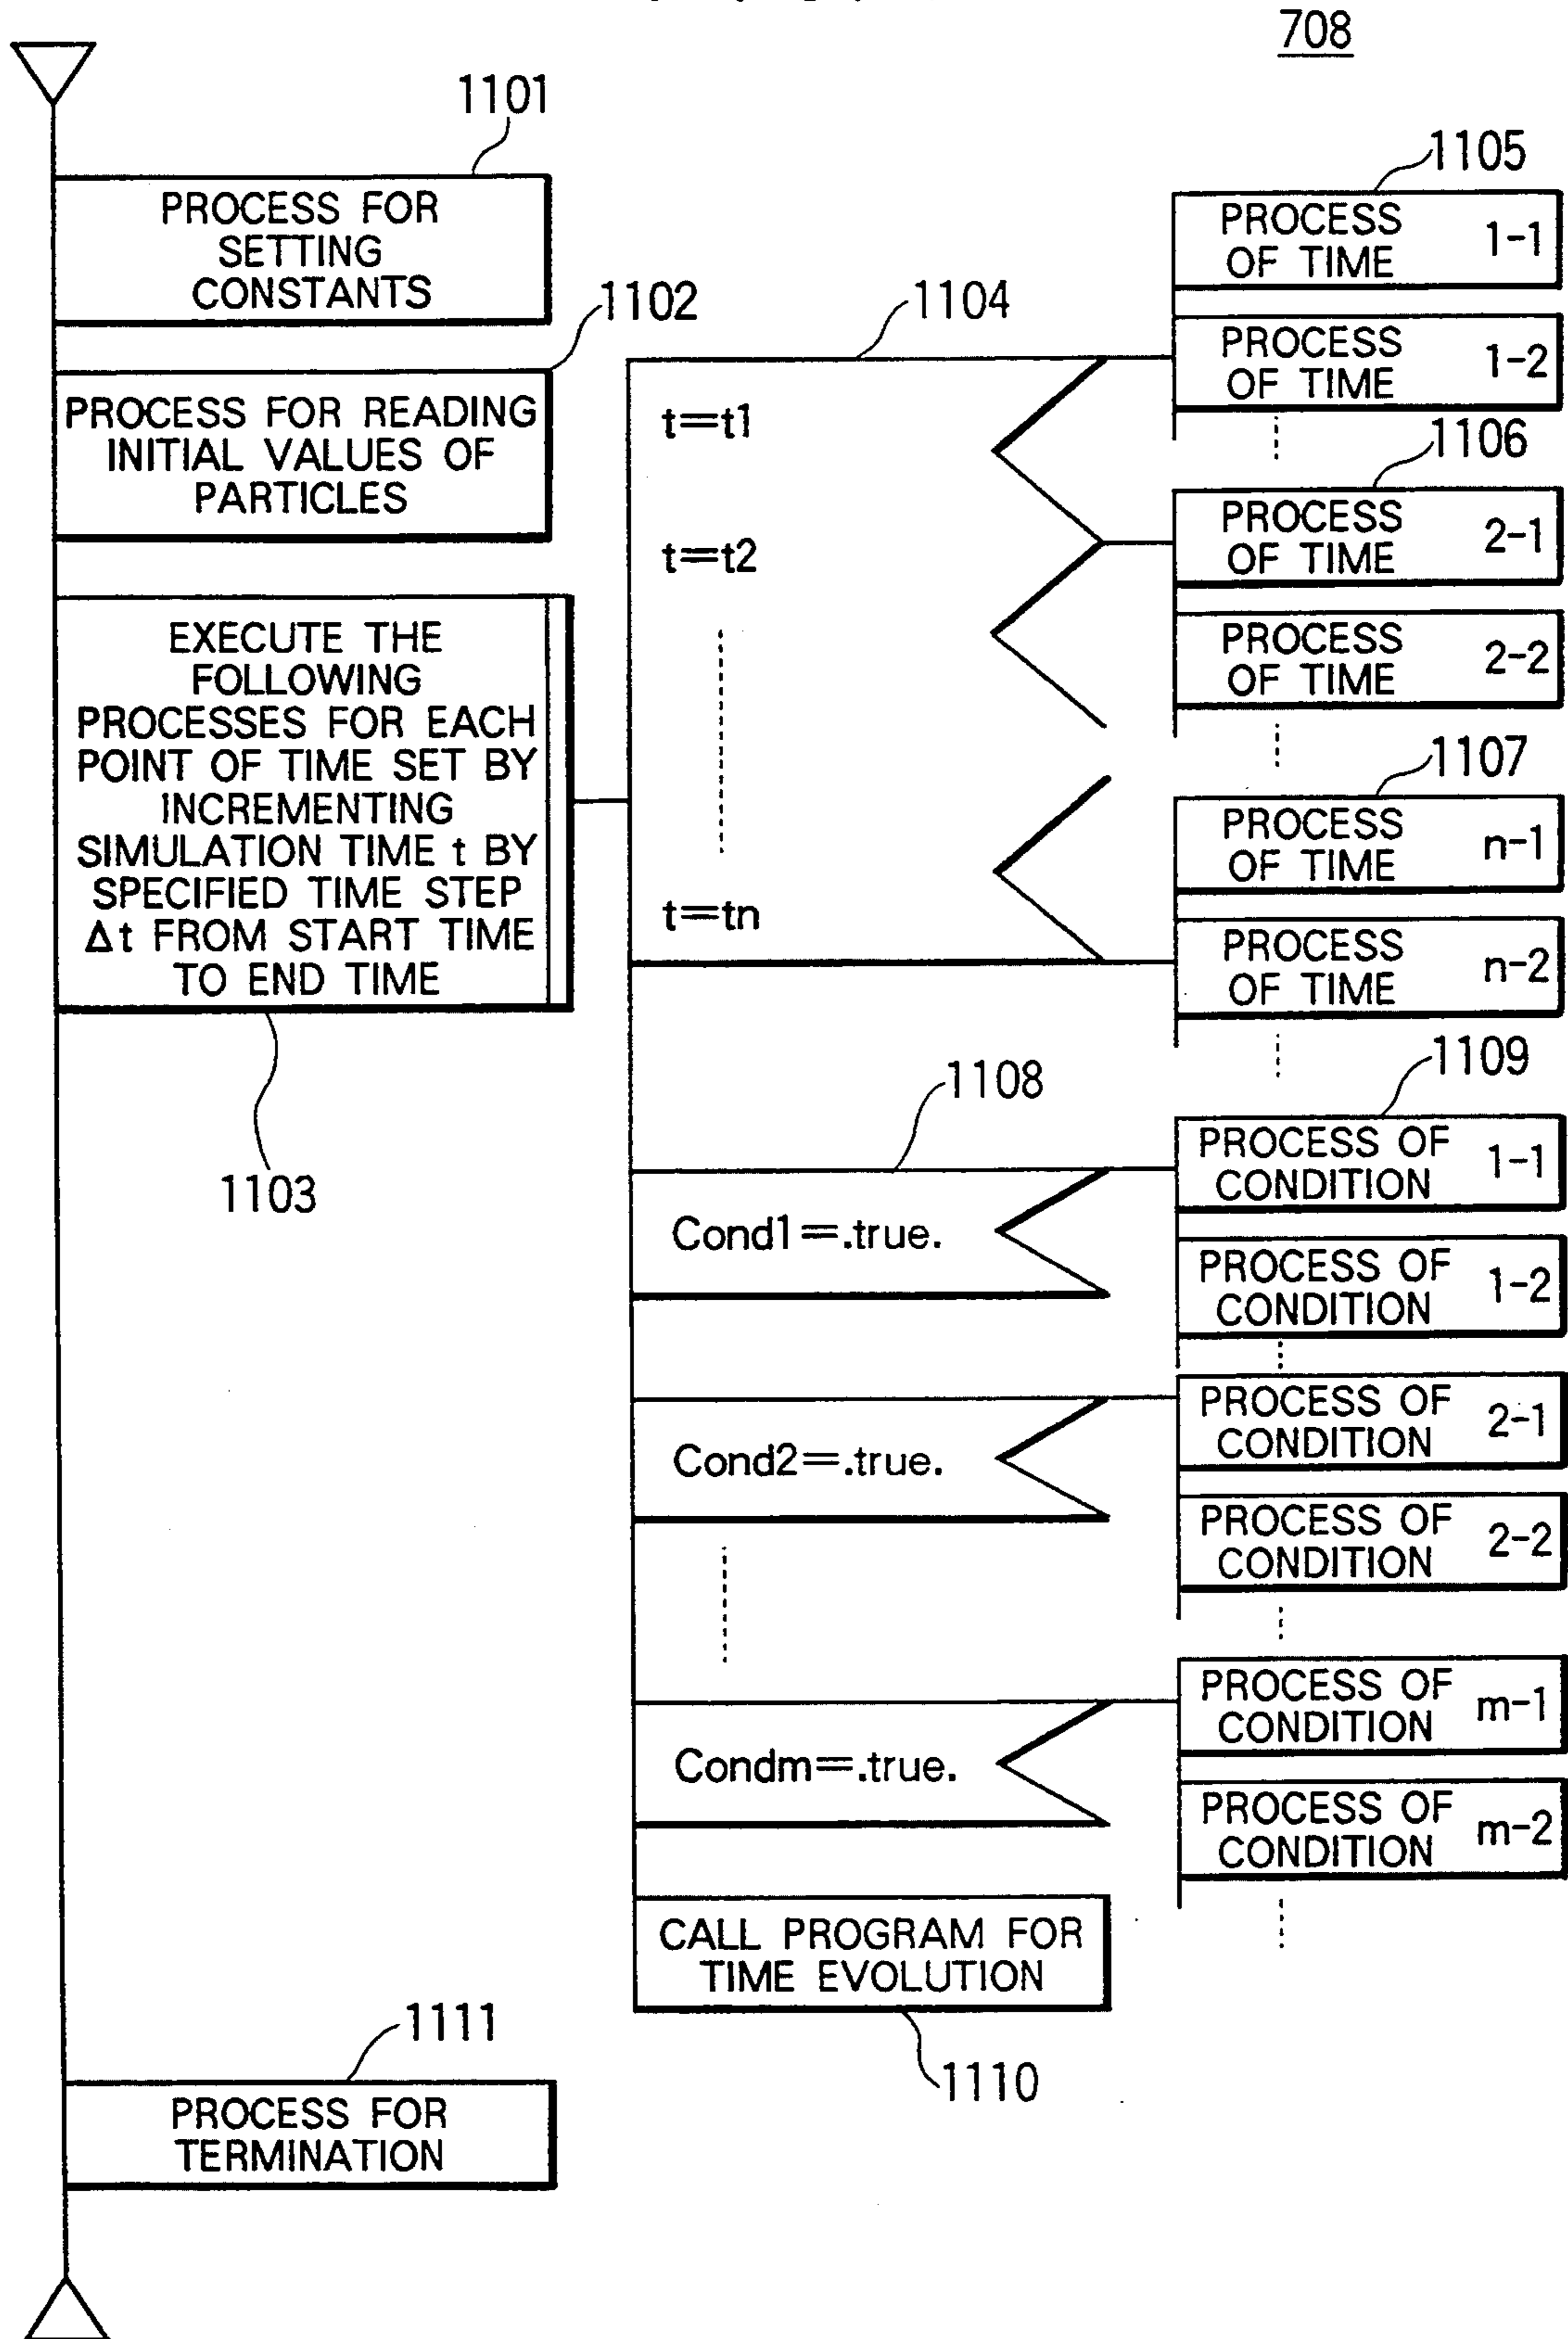 708
1101
PROCESS FOR
SETTING
CONSTANTS
1102
PROCESS FOR READING
INITIAL VALUES OF
PARTICLES
EXECUTE THE
FOLLOWING
PROCESSES FOR EACH
POINT OF TIME SET BY
INCREMENTING
SIMULATION TIME t BY
SPECIFIED TIME STEP
Δt FROM START TIME
TO END TIME
1103
1104
t=t1
t=t2
t=tn
1105
PROCESS
OF TIME 1-1
PROCESS
OF TIME 1-2
1106
PROCESS
OF TIME 2-1
PROCESS
OF TIME 2-2
1107
PROCESS
OF TIME n-1
PROCESS
OF TIME n-2
1108
Cond1=.true.
1109
PROCESS OF
CONDITION 1-1
PROCESS OF
CONDITION 1-2
Cond2=.true.
PROCESS OF
CONDITION 2-1
PROCESS OF
CONDITION 2-2
Condm=.true.
PROCESS OF
CONDITION m-1
PROCESS OF
CONDITION m-2
CALL PROGRAM FOR
TIME EVOLUTION
1110
1111
PROCESS FOR
TERMINATION